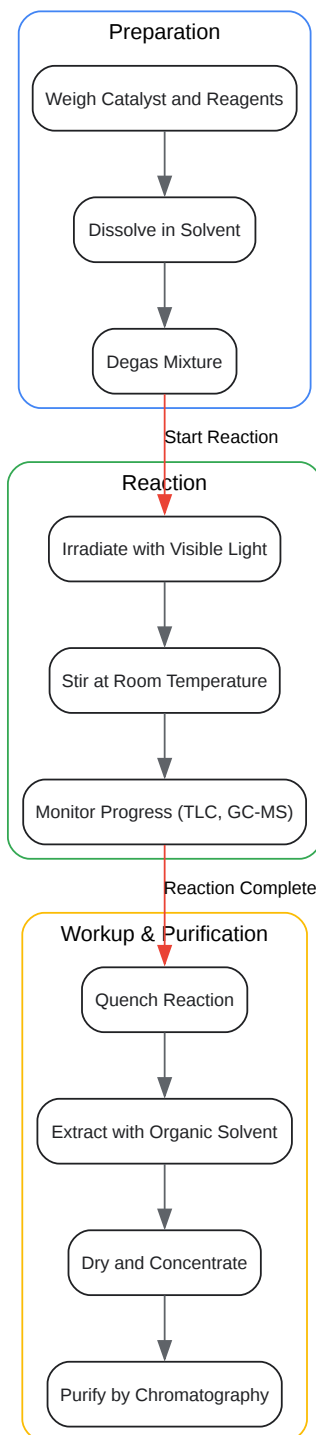 Preparation
Weigh Catalyst and Reagents
Dissolve in Solvent
Degas Mixture
Start Reaction
Reaction
Irradiate with Visible Light
Stir at Room Temperature
Monitor Progress (TLC, GC-MS)
Reaction Complete
Workup & Purification
Quench Reaction
Extract with Organic Solvent
Dry and Concentrate
Purify by Chromatography